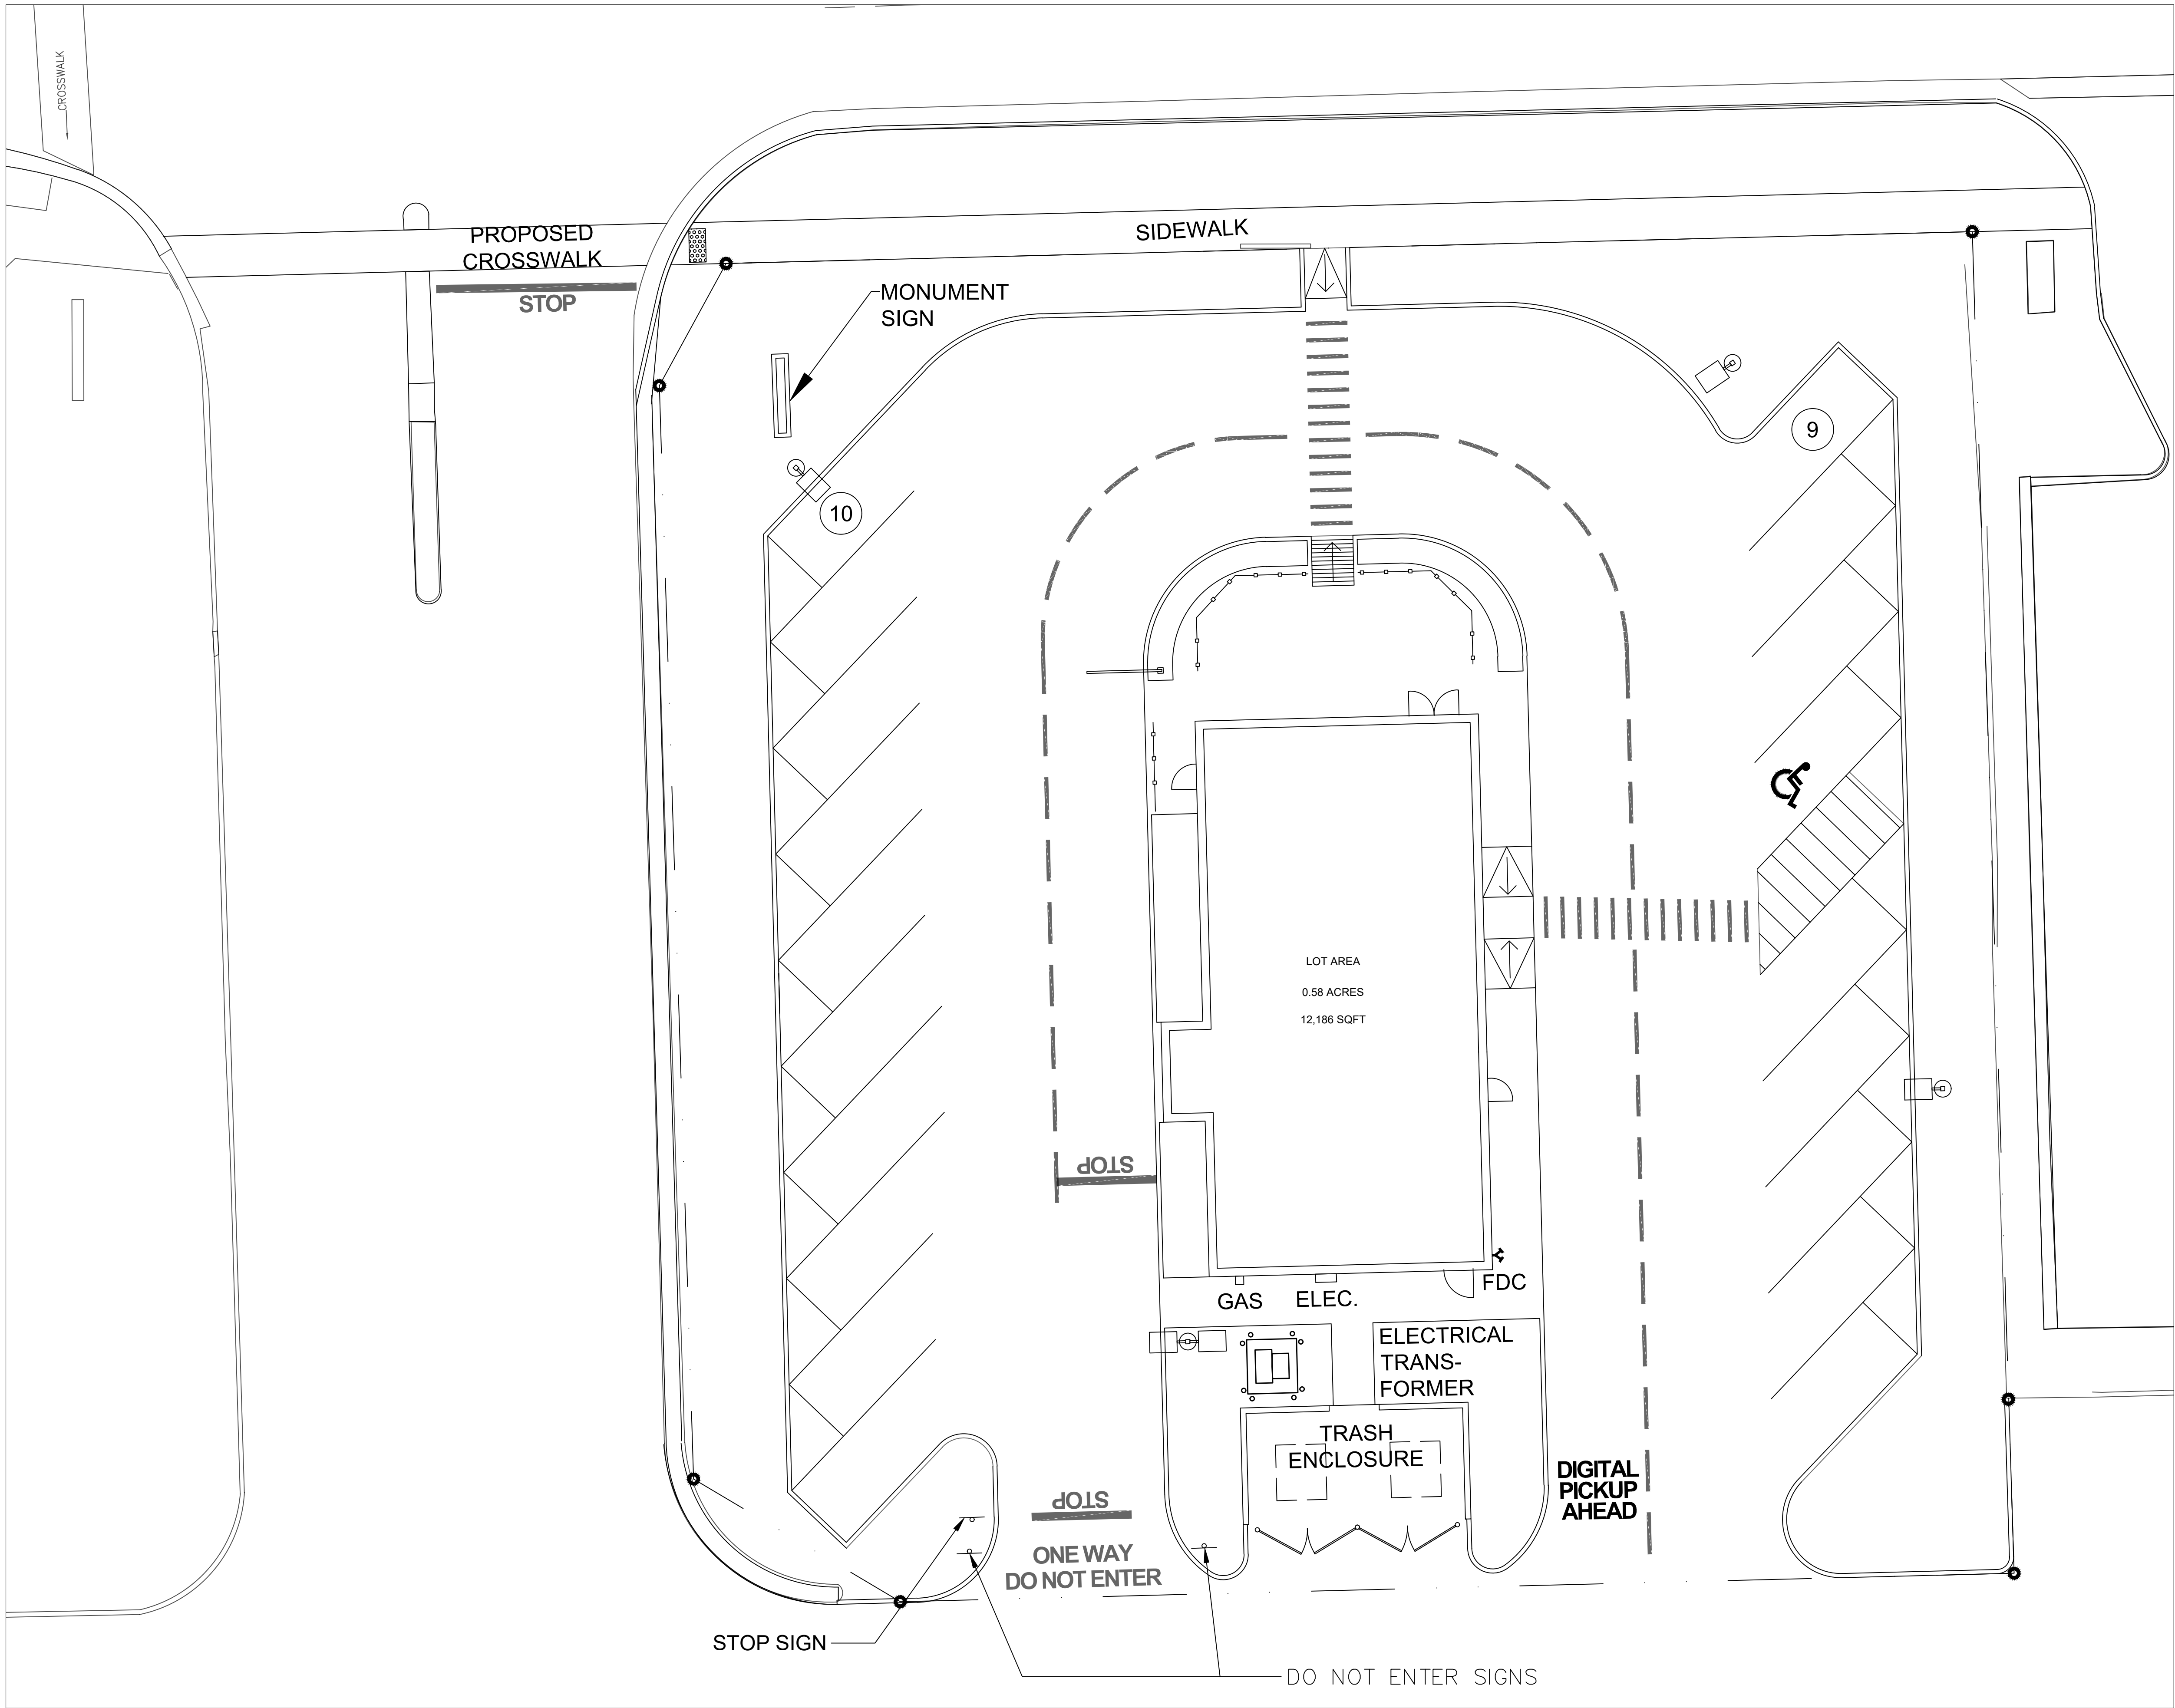 CROSSWALK
PROPOSED
CROSSWALK
STOP
SIDEWALK
MONUMENT
SIGN
9
10
LOT AREA
0.58 ACRES
12,186 SQFT
STOP
FDC
GAS
ELEC.
ELECTRICAL
TRANS-
FORMER
TRASH
ENCLOSURE
DIGITAL
PICKUP
AHEAD
STOP
ONE WAY
DO NOT ENTER
STOP SIGN
DO NOT ENTER SIGNS